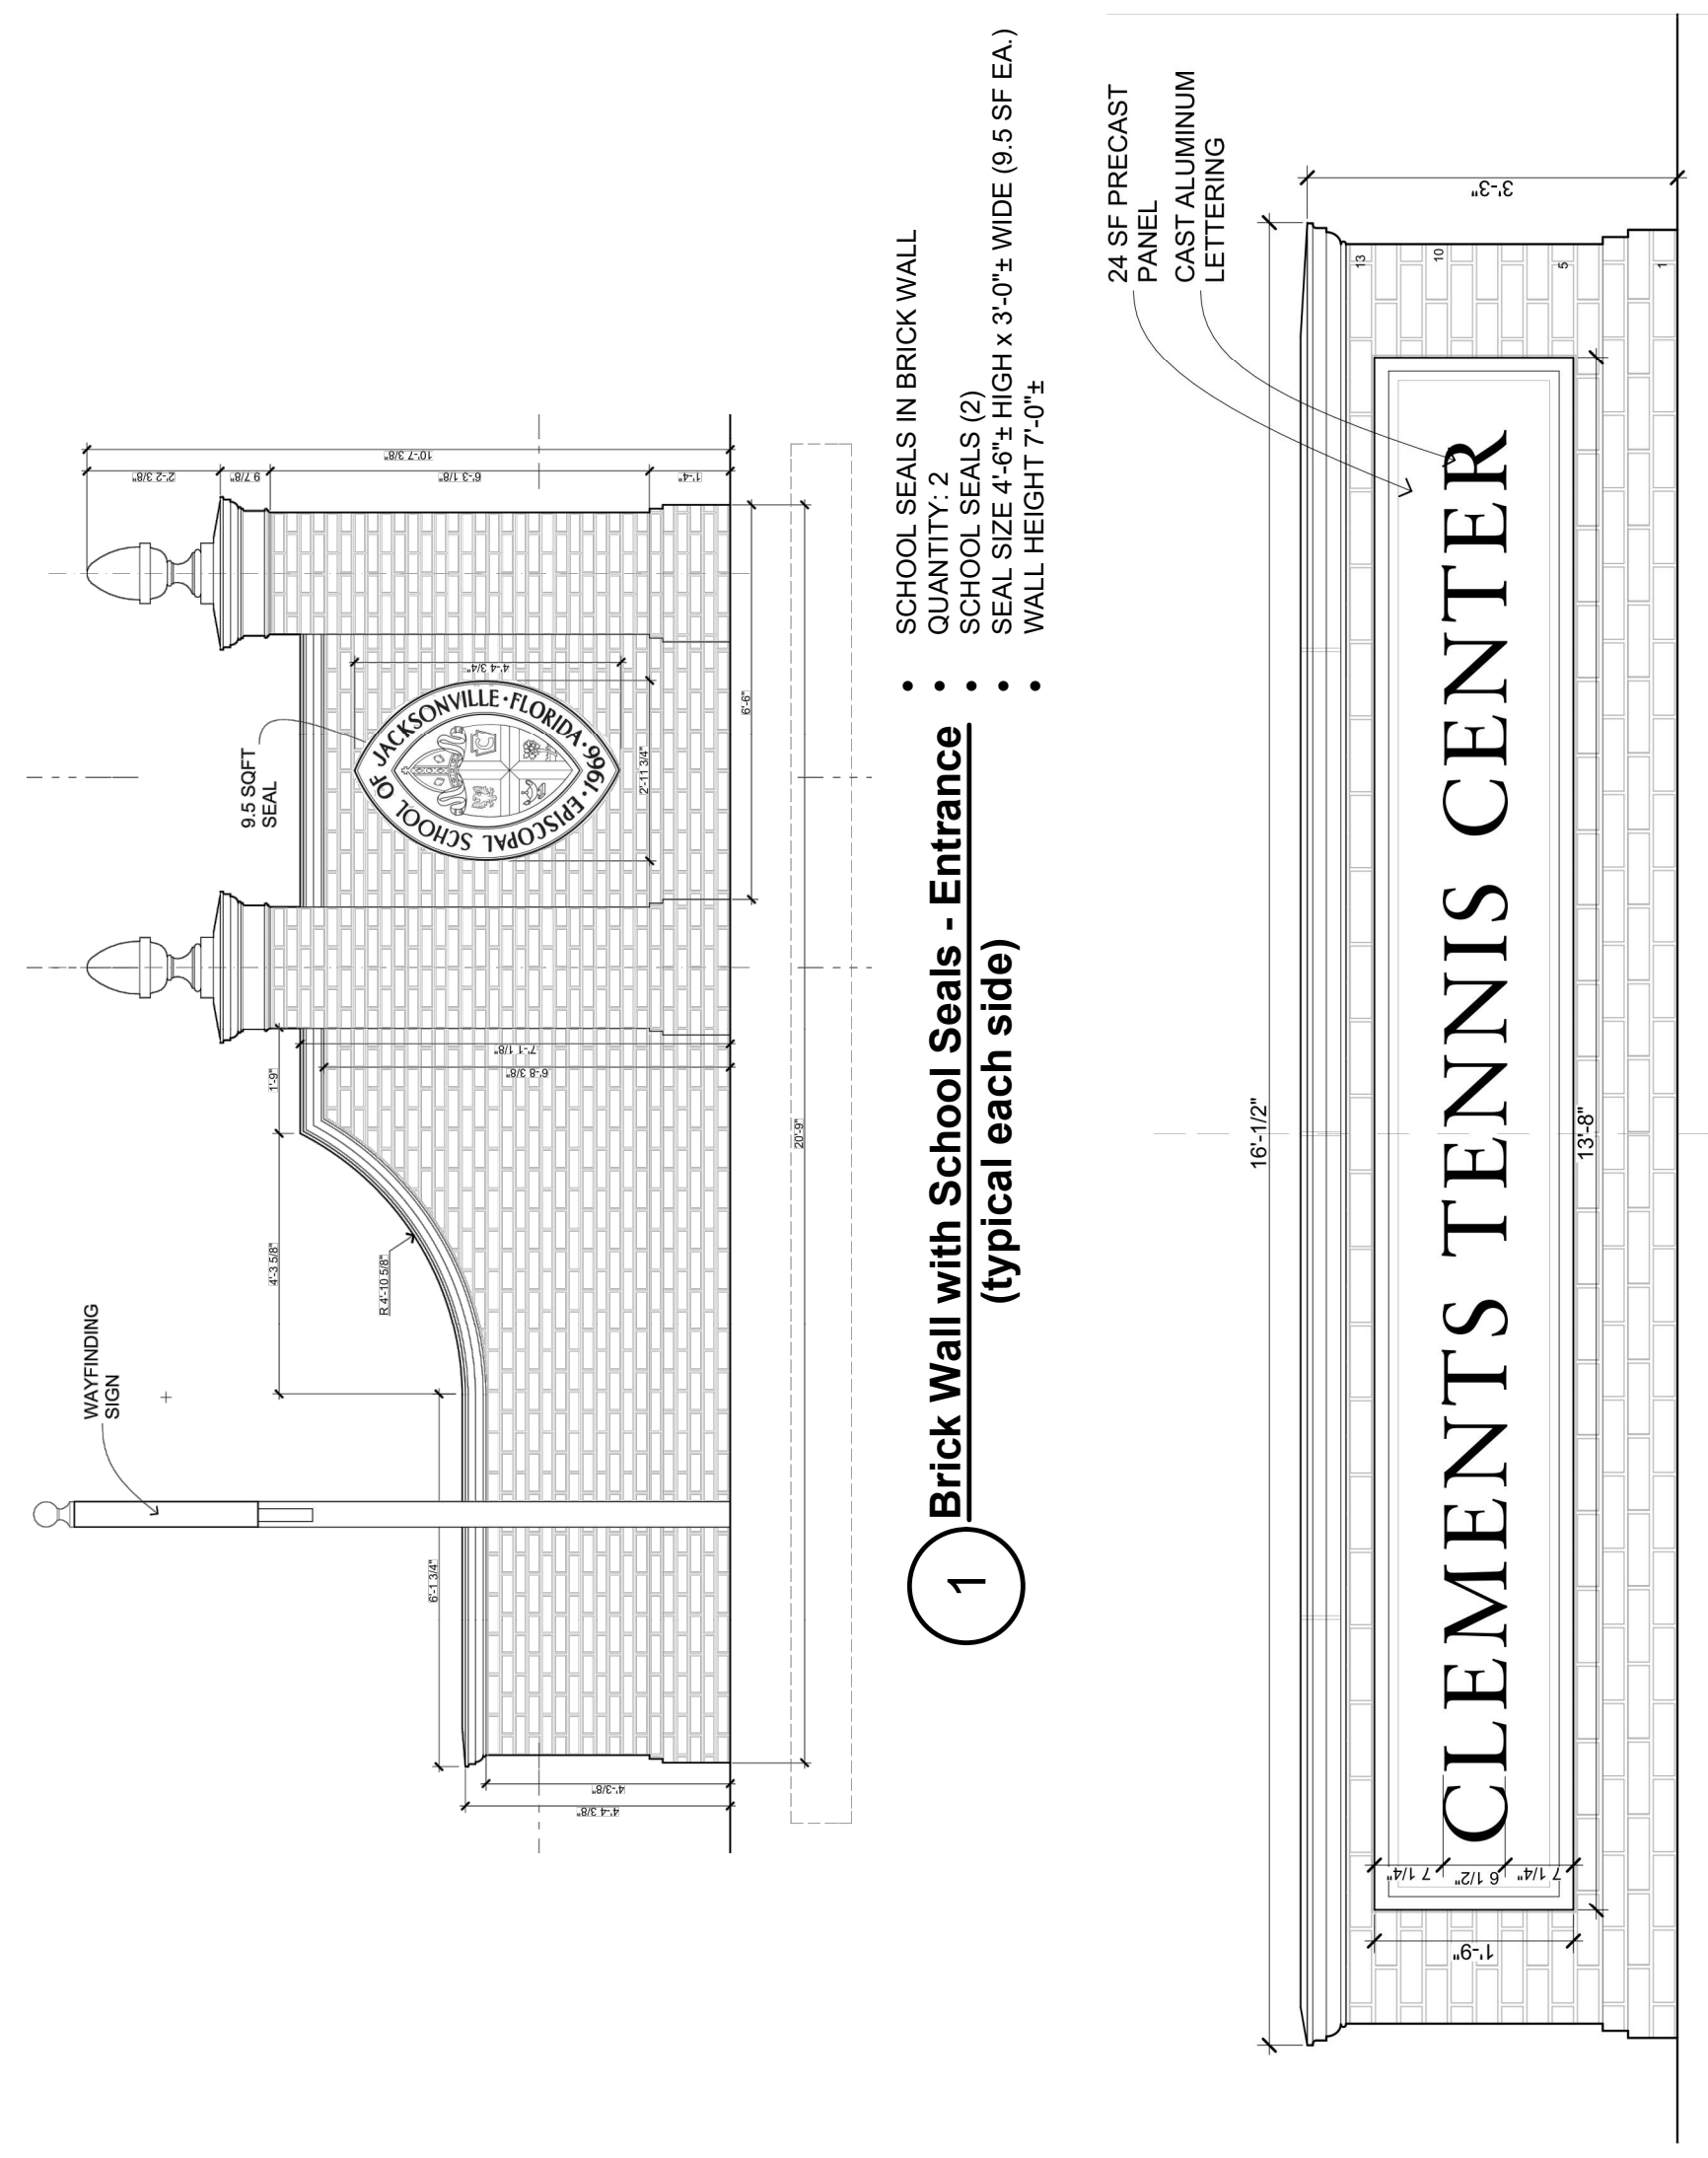 WAYFINDING
SIGN
9.5 SQFT
SEAL
2'-2 3/8"
9 7/8"
6'-3 1/8"
1'-4"
10'-7 3/8"
1'-9"
4'-3 5/8"
R 4'-10 5/8"
6'-1 3/4"
7'-1 1/8"
6'-8 3/8"
4'-4 3/4"
2'-11 3/4"
EPISCOPAL SCHOOL OF JACKSONVILLE • FLORIDA • 1966 •
4'-3/8"
4'-4 3/8"
6'-6"
20'-9"
1
Brick Wall with School Seals - Entrance
(typical each side)
• SCHOOL SEALS IN BRICK WALL
• QUANTITY: 2
• SCHOOL SEALS (2)
• SEAL SIZE 4'-6"± HIGH x 3'-0"± WIDE (9.5 SF EA.)
• WALL HEIGHT 7'-0"±
24 SF PRECAST
PANEL
CAST ALUMINUM
LETTERING
16'-1/2"
3'-3"
13
10
5
1
CLEMENTS TENNIS CENTER
7 1/4"
6 1/2"
7 1/4"
1'-9"
13'-8"